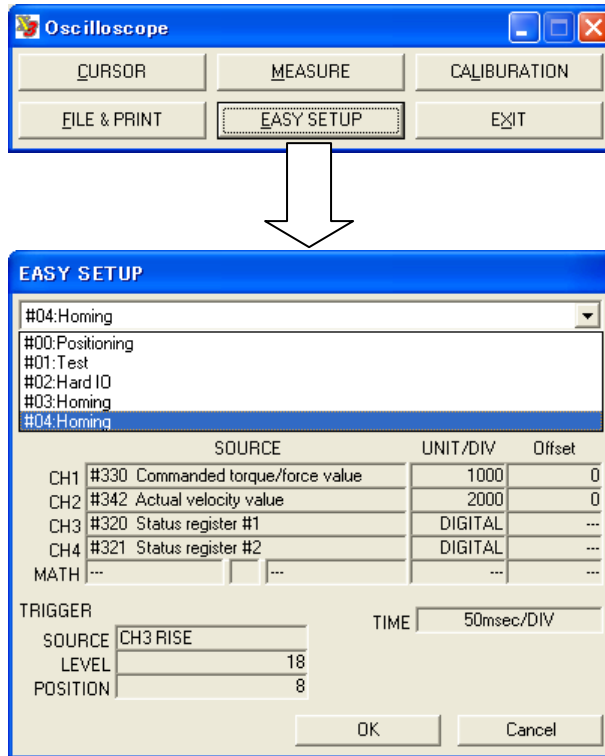 Oscilloscope
CURSOR MEASURE CALIBURATION
FILE & PRINT EASY SETUP EXIT
EASY SETUP
#04:Homing
#00:Positioning
#01:Test
#02:Hard IO
#03:Homing
#04:Homing
SOURCE UNIT/DIV Offset
CH1 #330 Commanded torque/force value 1000 0
CH2 #342 Actual velocity value 2000 0
CH3 #320 Status register #1 DIGITAL ---
CH4 #321 Status register #2 DIGITAL ---
MATH --- --- --- ---
TRIGGER
TIME 50msec/DIV
SOURCE CH3 RISE
LEVEL 18
POSITION 8
OK Cancel